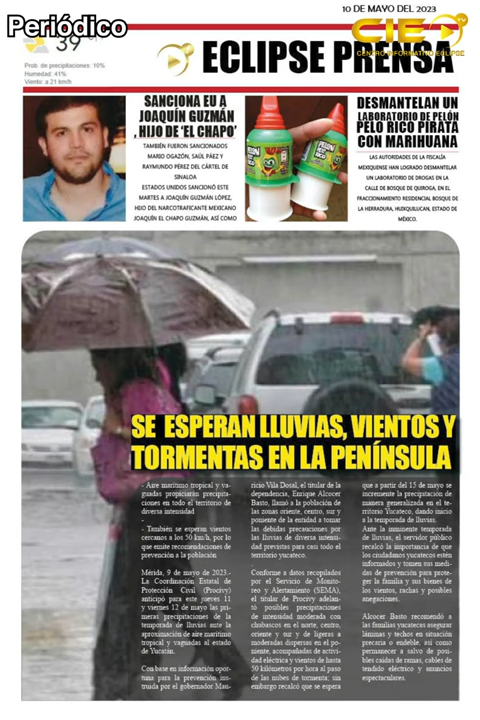 Periódico
10 DE MAYO DEL 2023
39
Prob. de precipitaciones: 10%
Humedad: 41%
Viento: a 21 km/h
ECLIPSE PRENSA
CIE TV
CENTRO INFORMATIVO ECLIPSE
SANCIONA EU A
JOAQUÍN GUZMÁN
, HIJO DE 'EL CHAPO'
TAMBIÉN FUERON SANCIONADOS
MARIO OGAZÓN, SAÚL PÁEZ Y
RAYMUNDO PÉREZ DEL CÁRTEL DE
SINALOA
ESTADOS UNIDOS SANCIONÓ ESTE
MARTES A JOAQUÍN GUZMÁN LÓPEZ,
HIJO DEL NARCOTRAFICANTE MEXICANO
JOAQUÍN EL CHAPO GUZMÁN, ASÍ COMO
PELON
PELO
RICO
PELON
PELO
RICO
DESMANTELAN UN
LABORATORIO DE PELÓN
PELO RICO PIRATA
CON MARIHUANA
LAS AUTORIDADES DE LA FISCALÍA
MEXIQUENSE HAN LOGRADO DESMANTELAR
UN LABORATORIO DE DROGAS EN LA
CALLE DE BOSQUE DE QUIROGA, EN EL
FRACCIONAMIENTO RESIDENCIAL BOSQUE DE
LA HERRADURA, HUIXQUILUCAN, ESTADO DE
MÉXICO.
SE ESPERAN LLUVIAS, VIENTOS Y
TORMENTAS EN LA PENÍNSULA
- Aire marítimo tropical y va-
guadas propiciarán precipita-
ciones en todo el territorio de
diversa intensidad
-
- También se esperan vientos
cercanos a los 50 km/h, por lo
que emite recomendaciones de
prevención a la población
Mérida, 9 de mayo de 2023.-
La Coordinación Estatal de
Protección Civil (Procivy)
anticipó para este jueves 11
y viernes 12 de mayo las pri-
meras precipitaciones de la
temporada de lluvias ante la
aproximación de aire marítimo
tropical y vaguadas al estado
de Yucatán.
Con base en información opor-
tuna para la prevención ins-
truida por el gobernador Mau-
ricio Vila Dosal, el titular de la
dependencia, Enrique Alcocer
Basto, llamó a la población de
las zonas oriente, centro, sur y
poniente de la entidad a tomar
las debidas precauciones por
las lluvias de diversa intensi-
dad previstas para casi todo el
territorio yucateco.
Conforme a datos recopilados
por el Servicio de Monito-
reo y Alertamiento (SEMA),
el titular de Procivy adelan-
tó posibles precipitaciones
de intensidad moderada con
chubascos en el norte, centro,
oriente y sur y de ligeras a
moderadas dispersas en el po-
niente, acompañadas de activi-
dad eléctrica y vientos de hasta
50 kilómetros por hora al paso
de las nubes de tormenta; sin
embargo recalcó que se espera
que a partir del 15 de mayo se
incremente la precipitación de
manera generalizada en el te-
rritorio Yucateco, dando inicio
a la temporada de lluvias.
Ante la inminente temporada
de lluvias, el servidor público
recalcó la importancia de que
los ciudadanos yucatecos estén
informados y tomen sus medi-
das de prevención para prote-
ger la familia y sus bienes de
los vientos, rachas y posibles
anegaciones.
Alcocer Basto recomendó a
las familias yucatecas asegurar
láminas y techos en situación
precaria o endeble, así como
permanecer a salvo de posi-
bles caídas de ramas, cables de
tendido eléctrico y anuncios
espectaculares.